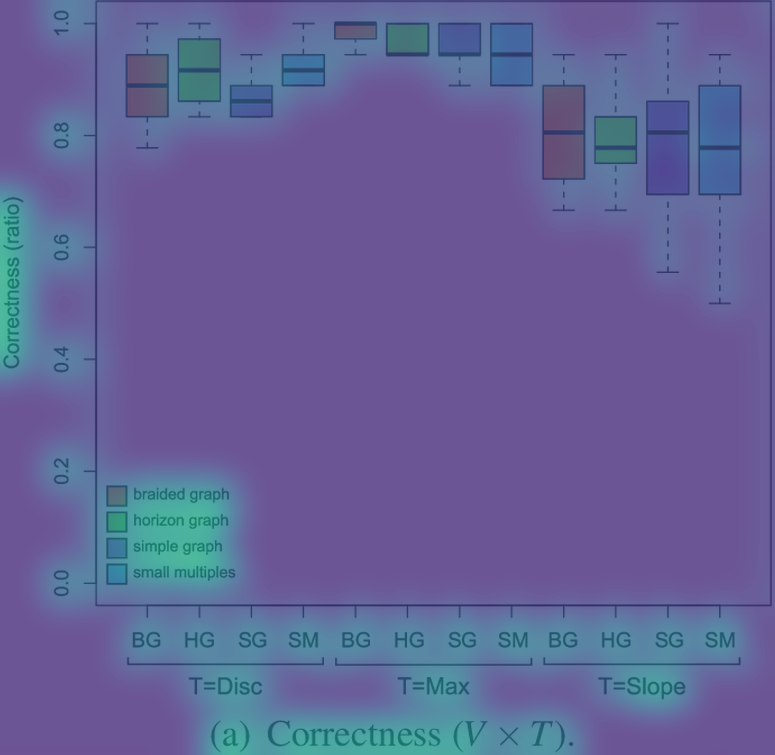 1.0
0.8
0.6
0.4
0.2
0.0
Correctness (ratio)
braided graph
horizon graph
simple graph
small multiples
BG HG SG SM BG HG SG SM BG HG SG SM
T=Disc T=Max T=Slope
(a) Correctness (V × T).